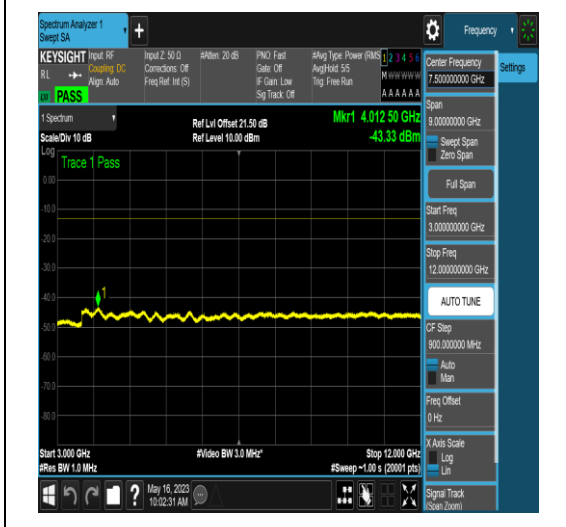 Spectrum Analyzer 1
Swept SA
+
Frequency
KEYSIGHT
RL
Input: RF
Coupling: DC
Align: Auto
Input Z: 50 Ω
Corrections: Off
Freq Ref: Int (S)
#Atten: 20 dB
PNO: Fast
Gate: Off
IF Gain: Low
Sig Track: Off
#Avg Type: Power (RMS
Avg|Hold: 5/5
Trig: Free Run
1 2 3 4 5 6
M W W W W W
A A A A A A
PASS
1 Spectrum
Scale/Div 10 dB
Ref Lvl Offset 21.50 dB
Ref Level 10.00 dBm
Mkr1 4.012 50 GHz
-43.33 dBm
Log
Trace 1 Pass
0.00
-10.0
-20.0
-30.0
-40.0
-50.0
-60.0
-70.0
-80.0
1
Start 3.000 GHz
#Res BW 1.0 MHz
#Video BW 3.0 MHz*
Stop 12.000 GHz
#Sweep ~1.00 s (20001 pts)
?
May 16, 2023
10:02:31 AM
Center Frequency
7.500000000 GHz
Settings
Span
9.00000000 GHz
Swept Span
Zero Span
Full Span
Start Freq
3.000000000 GHz
Stop Freq
12.000000000 GHz
AUTO TUNE
CF Step
900.000000 MHz
Auto
Man
Freq Offset
0 Hz
X Axis Scale
Log
Lin
Signal Track
(Span Zoom)